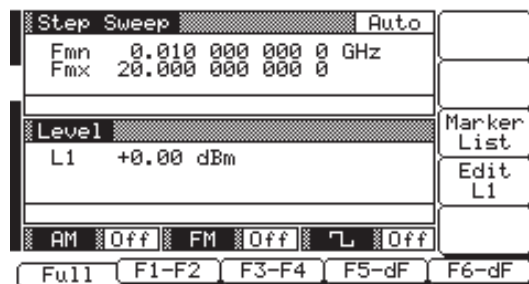 Step Sweep Auto
Fmn 0.010 000 000 0 GHz
Fmx 20.000 000 000 0
Level
L1 +0.00 dBm
Marker
List
Edit
L1
AM Off FM Off Off
Full F1-F2 F3-F4 F5-dF F6-dF